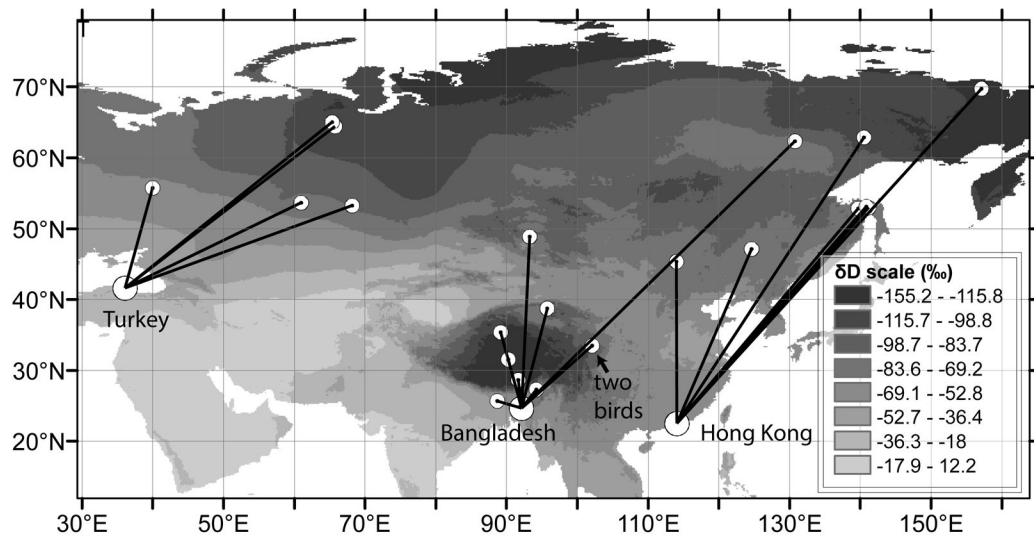 70°N
60°N
50°N
40°N
30°N
20°N
Turkey
Bangladesh
two
birds
Hong Kong
δD scale (‰)
-155.2 - -115.8
-115.7 - -98.8
-98.7 - -83.7
-83.6 - -69.2
-69.1 - -52.8
-52.7 - -36.4
-36.3 - -18
-17.9 - 12.2
30°E
50°E
70°E
90°E
110°E
130°E
150°E